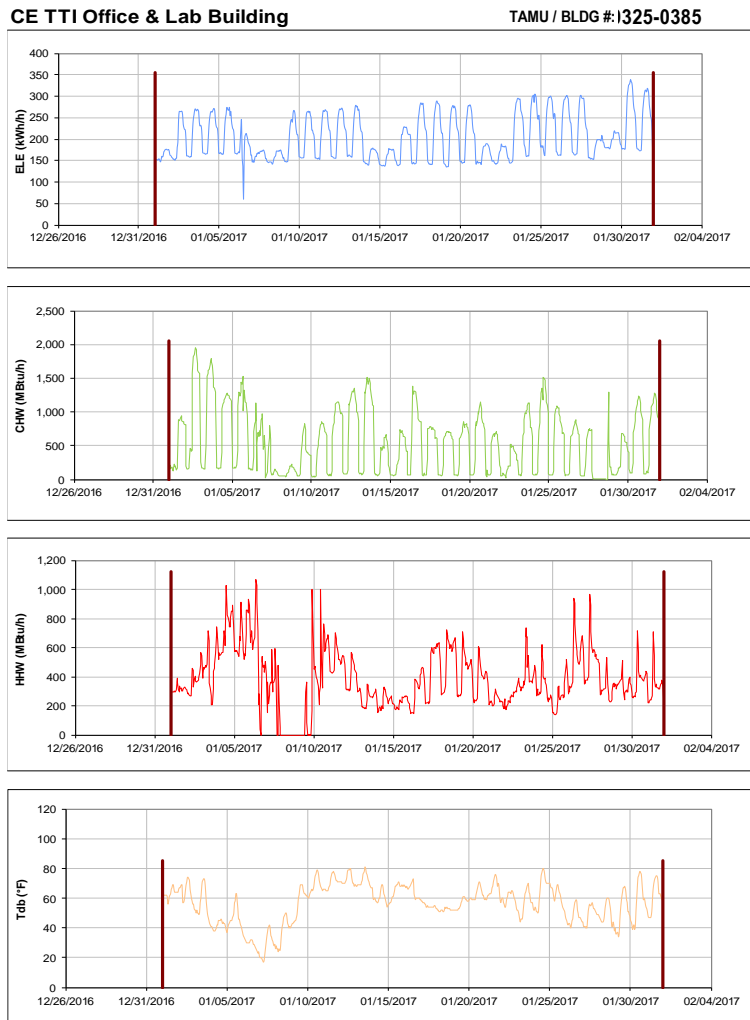 CE TTI Office & Lab Building
TAMU / BLDG #: 0325-0385
ELE (kWh/h)
400
350
300
250
200
150
100
50
0
12/26/2016 12/31/2016 01/05/2017 01/10/2017 01/15/2017 01/20/2017 01/25/2017 01/30/2017 02/04/2017
CHW (MBtu/h)
2,500
2,000
1,500
1,000
500
0
12/26/2016 12/31/2016 01/05/2017 01/10/2017 01/15/2017 01/20/2017 01/25/2017 01/30/2017 02/04/2017
HHW (MBtu/h)
1,200
1,000
800
600
400
200
0
12/26/2016 12/31/2016 01/05/2017 01/10/2017 01/15/2017 01/20/2017 01/25/2017 01/30/2017 02/04/2017
Tdb (°F)
120
100
80
60
40
20
0
12/26/2016 12/31/2016 01/05/2017 01/10/2017 01/15/2017 01/20/2017 01/25/2017 01/30/2017 02/04/2017